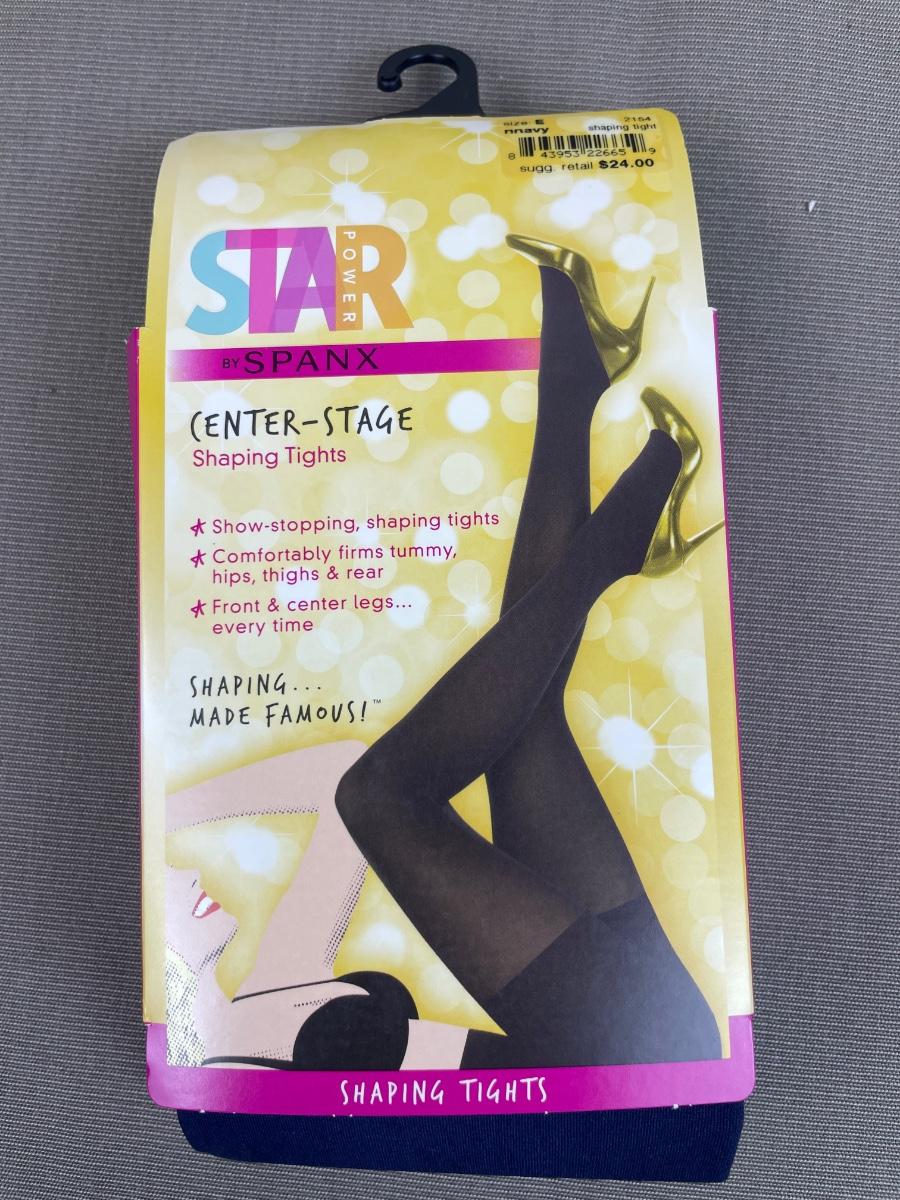 size: E 2154
nnavy shaping tight
8 43953 22665 9
sugg. retail $24.00
STAR
POWER
BY SPANX
CENTER-STAGE
Shaping Tights
Show-stopping, shaping tights
Comfortably firms tummy,
hips, thighs & rear
Front & center legs...
every time
SHAPING...
MADE FAMOUS!™
SHAPING TIGHTS